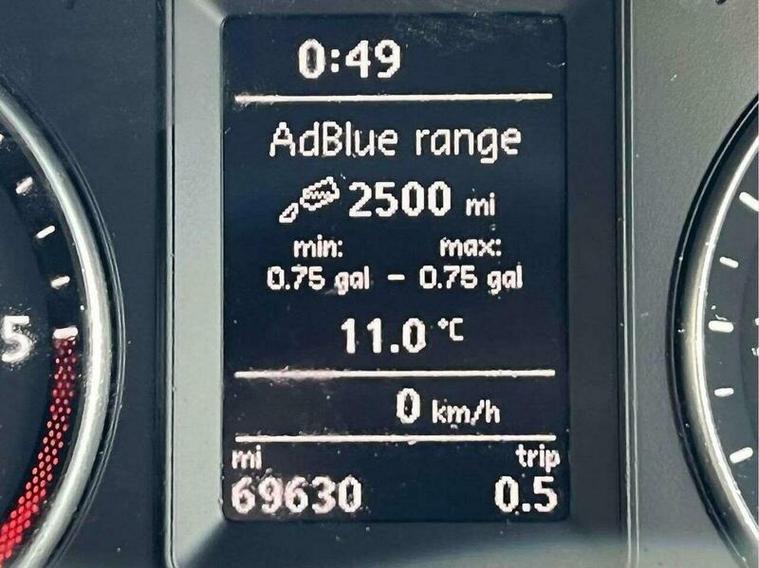 0:49
AdBlue range
2500 mi
min: max:
0.75 gal – 0.75 gal
11.0 °C
0 km/h
mi trip
69630 0.5
5